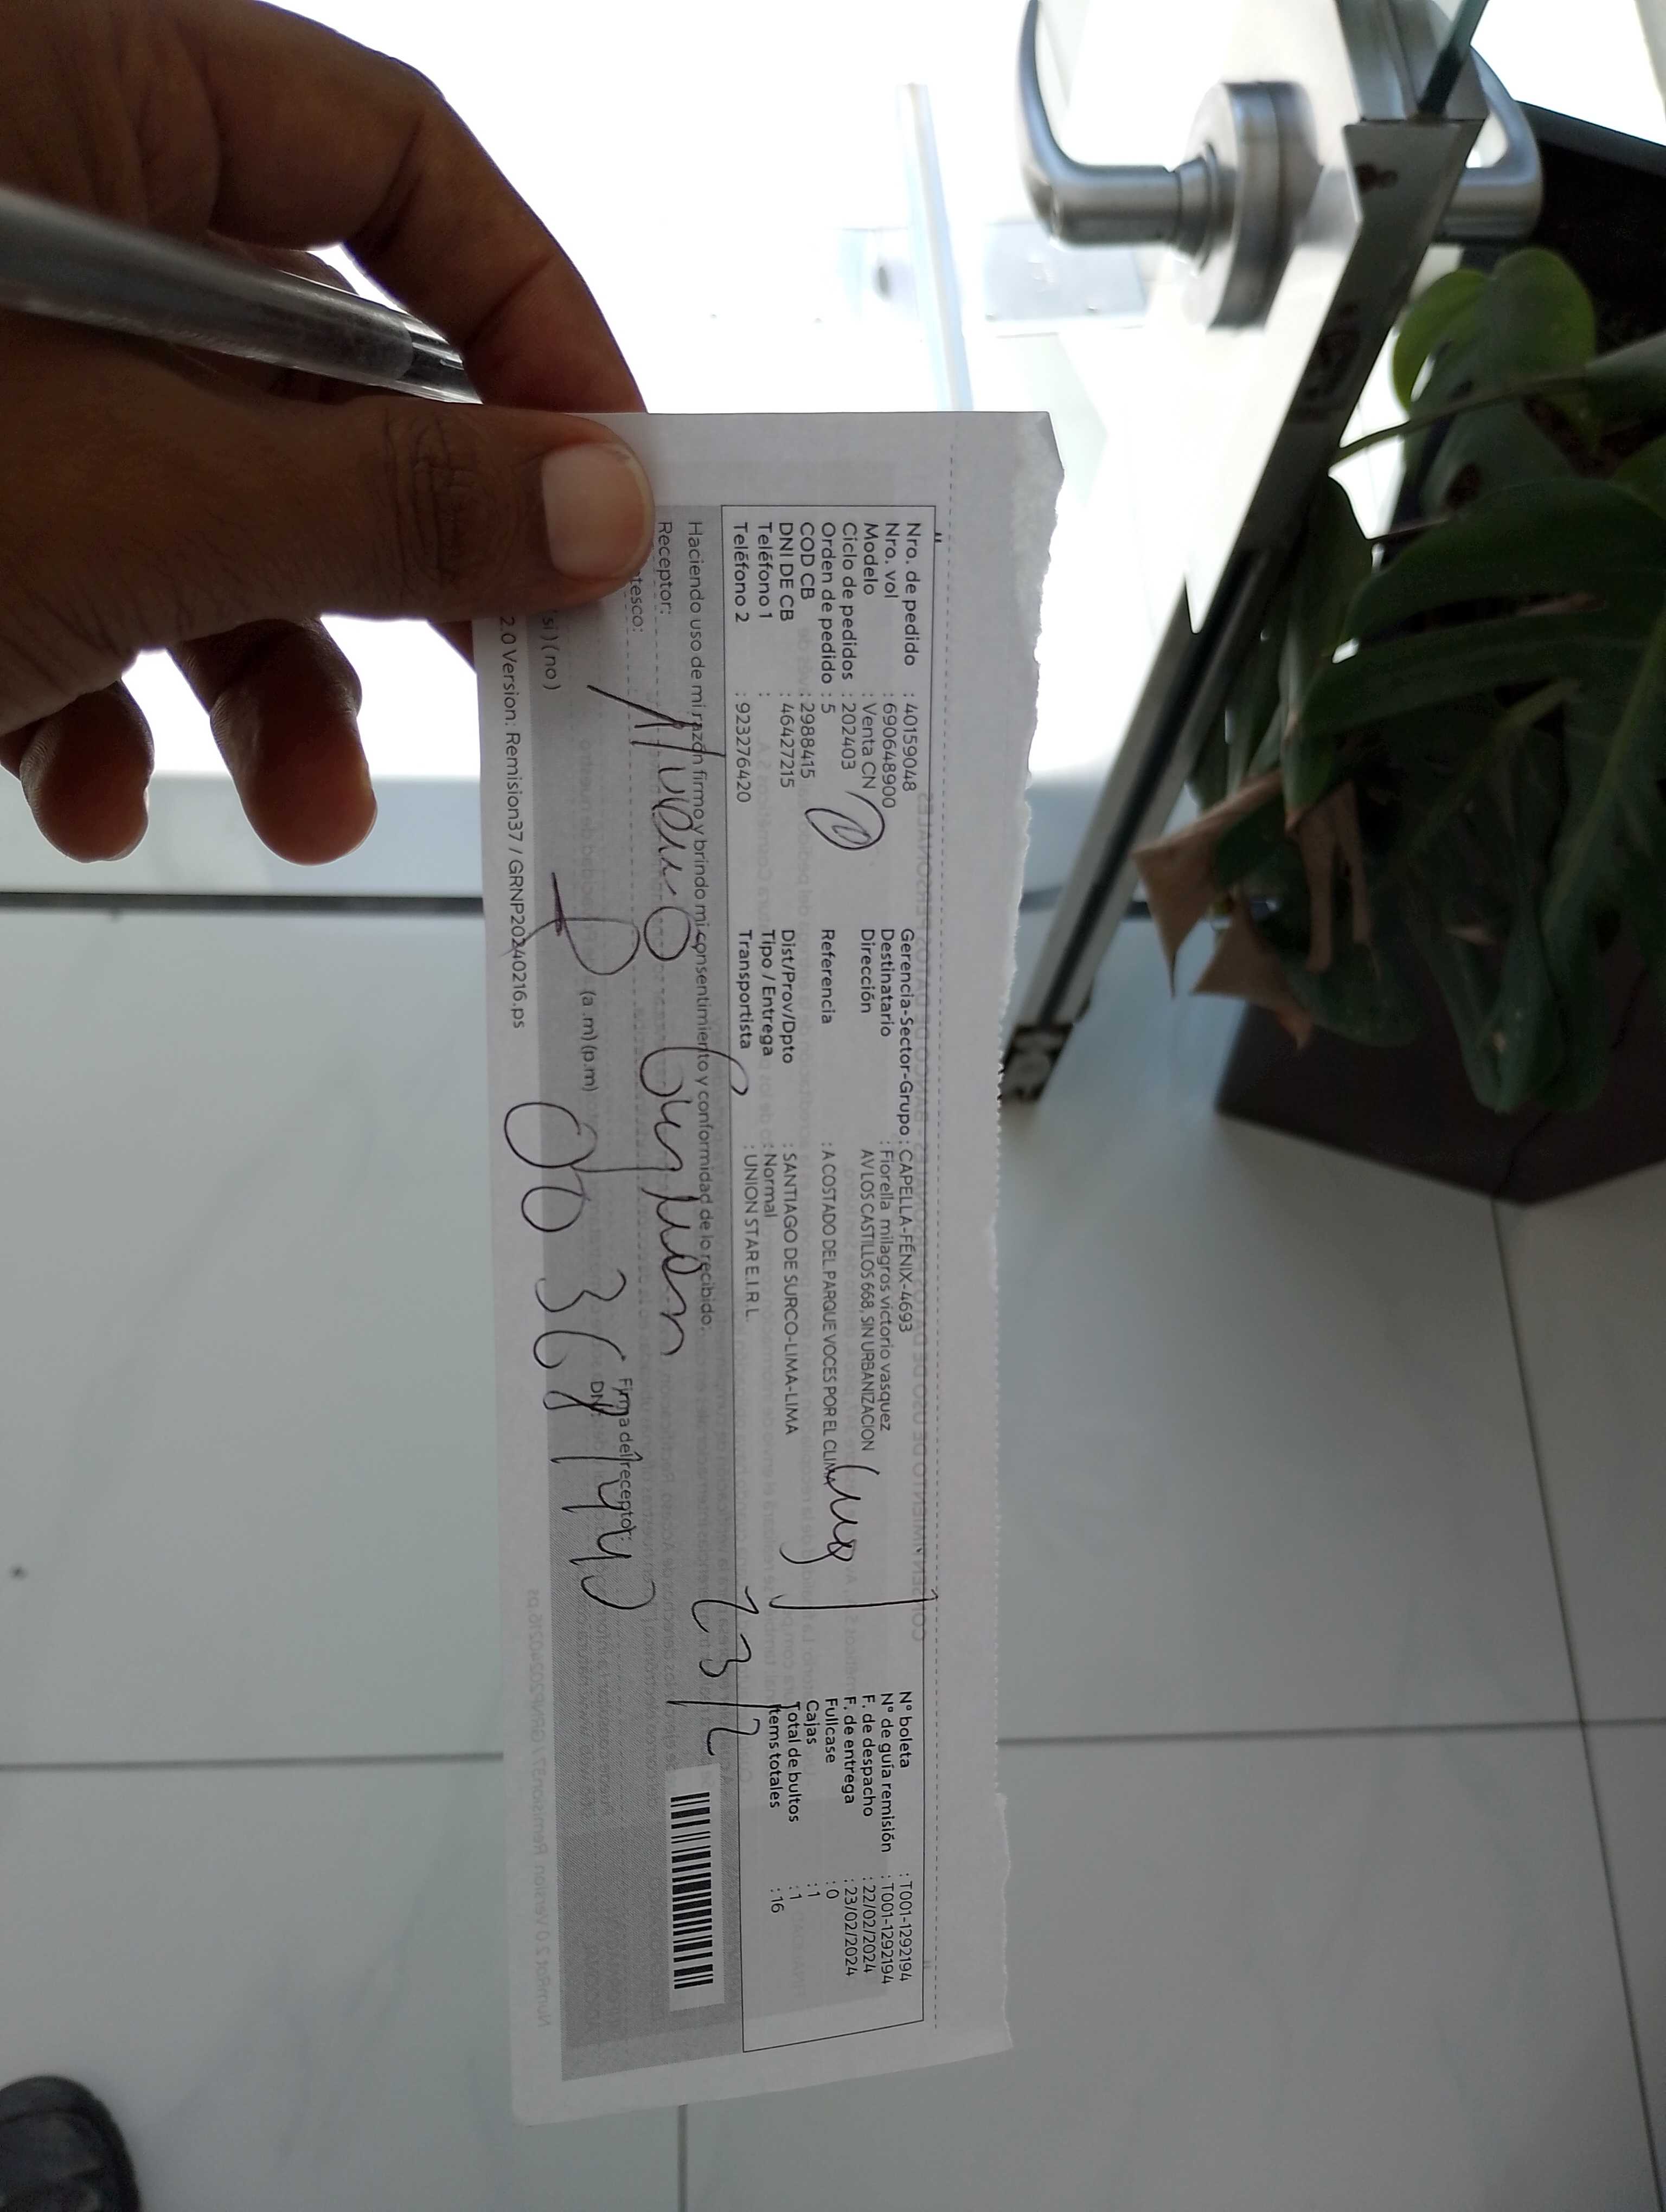 Nro. de pedido : 40159048
Nro. vol : 690648900
Modelo : Venta CN
Ciclo de pedidos : 202403
Orden de pedido : 5
COD CB : 2988415
DNI DE CB : 46427215
Teléfono 1 :
Teléfono 2 : 923276420
Gerencia-Sector-Grupo : CAPELLA-FÉNIX-4693
Destinatario : Fiorella milagros victorio vasquez
Dirección AV LOS CASTILLOS 668, SIN URBANIZACION
Referencia : A COSTADO DEL PARQUE VOCES POR EL CLIMA
Dist/Prov/Dpto : SANTIAGO DE SURCO-LIMA-LIMA
Tipo / Entrega : Normal
Transportista : UNION STAR E.I.R.L.
N° boleta : T001-1292194
N° de guía remisión : T001-1292194
F. de despacho : 22/02/2024
F. de entrega : 23/02/2024
Fullcase : 0
Cajas : 1
Total de bultos : 1
Items totales : 16
Haciendo uso de mi razón firmo y brindo mi consentimiento y conformidad de lo recibido.
Receptor:
tesco:
Firma del receptor:
(a .m) (p.m)
DNI:
(si) (no)
2.0 Version: Remision37 / GRNP20240216.ps
23/2